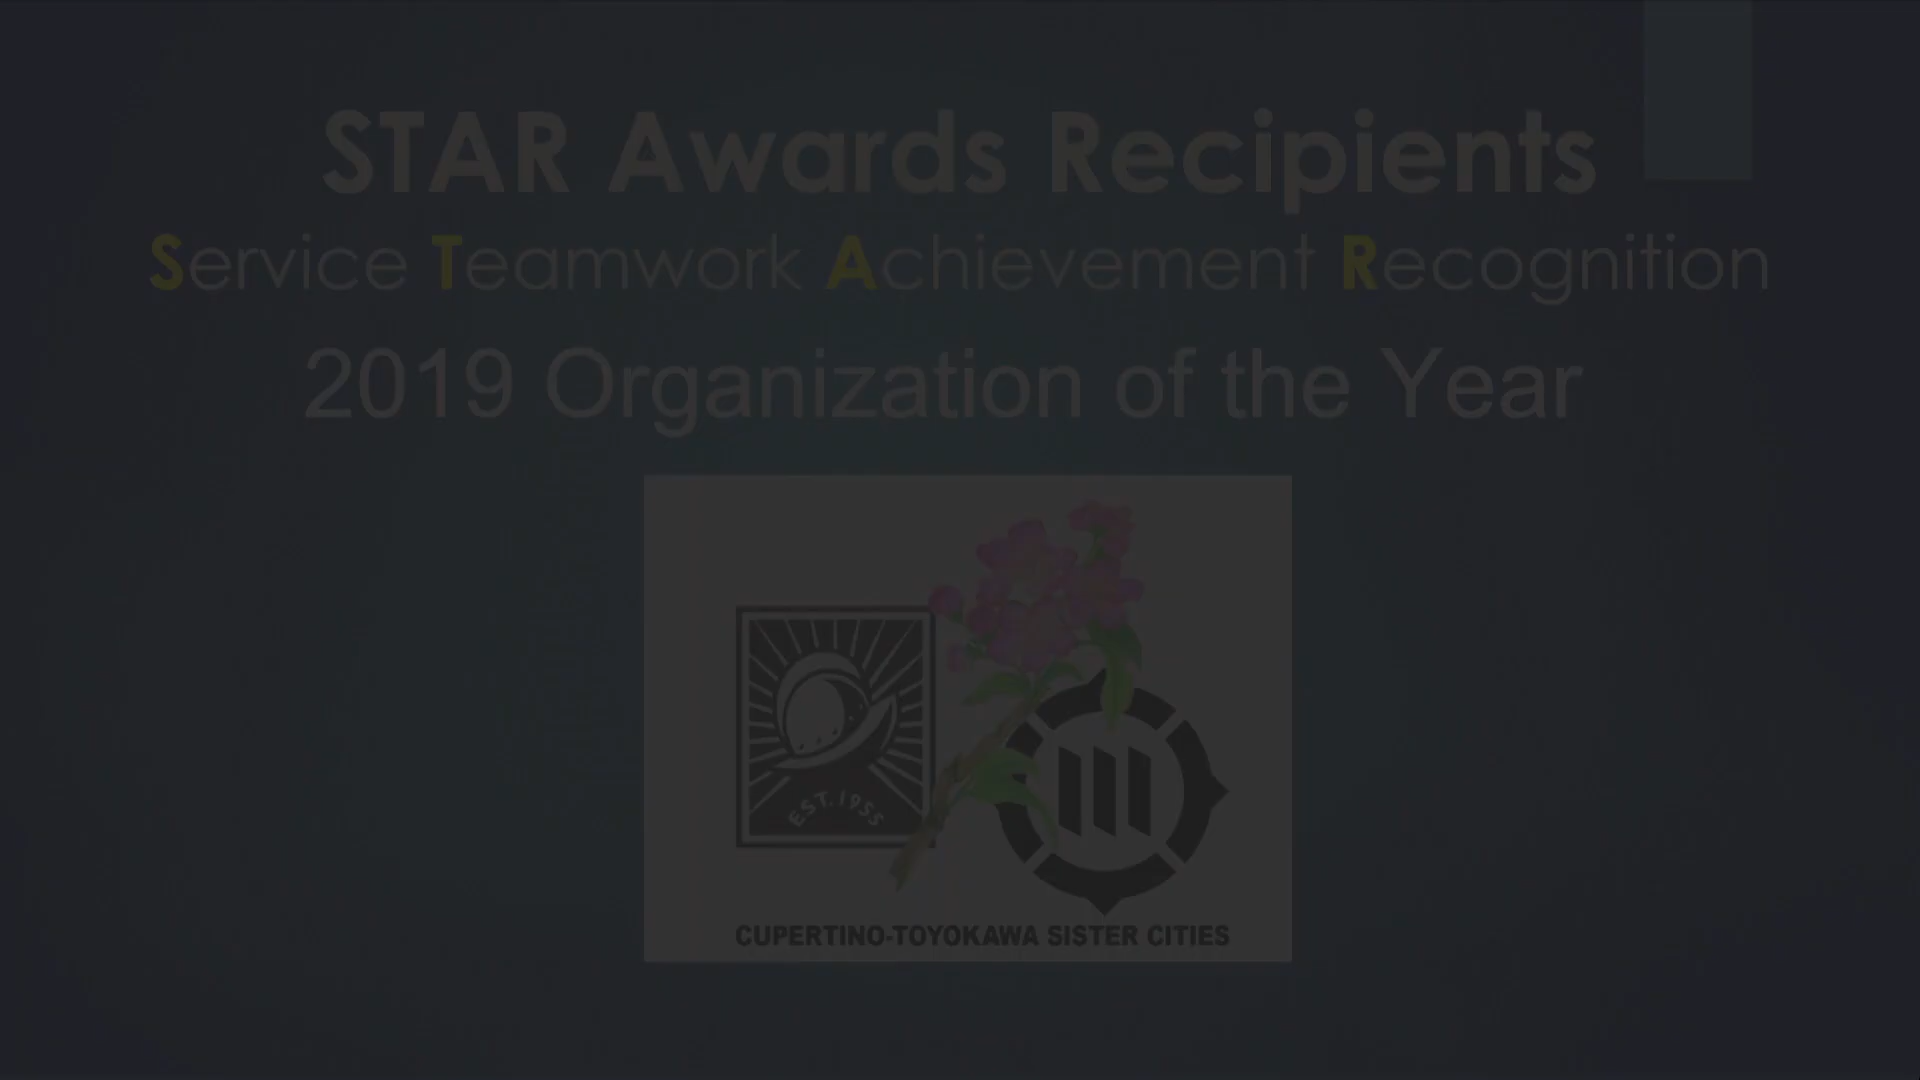 STAR Awards Recipients
Service Teamwork Achievement Recognition
2019 Organization of the Year
EST. 1955
CUPERTINO-TOYOKAWA SISTER CITIES